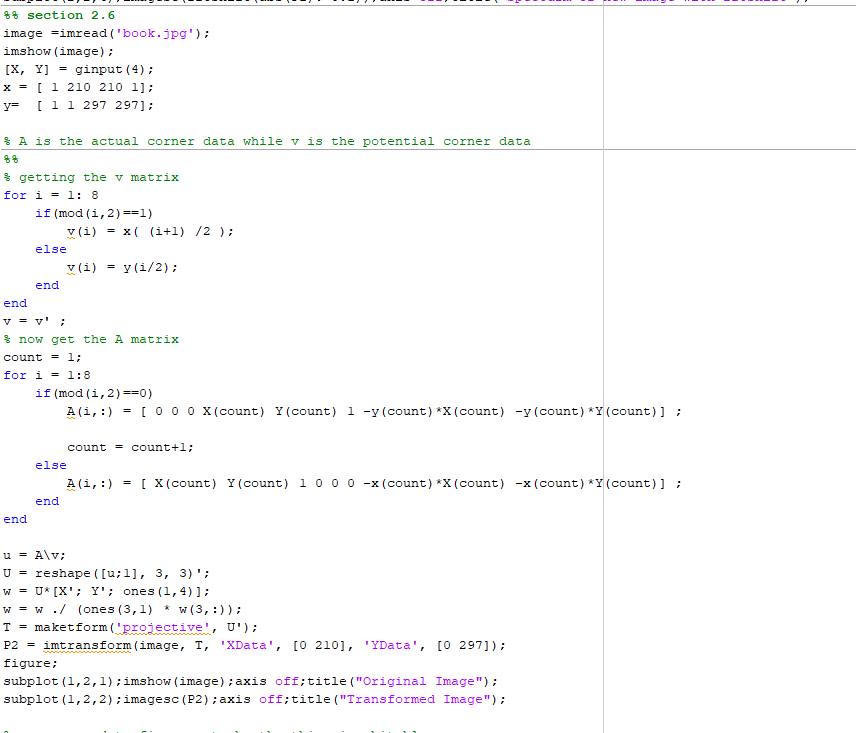 %% section 2.6
image =imread('book.jpg');
imshow(image);
[X, Y] = ginput(4);
x = [ 1 210 210 1];
y=  [ 1 1 297 297];
% A is the actual corner data while v is the potential corner data
%%
% getting the v matrix
for i = 1: 8
    if(mod(i,2)==1)
        v(i) = x( (i+1) /2 );
    else
        v(i) = y(i/2);
    end
end
v = v' ;
% now get the A matrix
count = 1;
for i = 1:8
    if(mod(i,2)==0)
        A(i,:) = [ 0 0 0 X(count) Y(count) 1 -y(count)*X(count) -y(count)*Y(count)] ;
        count = count+1;
    else
        A(i,:) = [ X(count) Y(count) 1 0 0 0 -x(count)*X(count) -x(count)*Y(count)] ;
    end
end
u = A\v;
U = reshape([u;1], 3, 3)';
w = U*[X'; Y'; ones(1,4)];
w = w ./ (ones(3,1) * w(3,:));
T = maketform('projective', U');
P2 = imtransform(image, T, 'XData', [0 210], 'YData', [0 297]);
figure;
subplot(1,2,1);imshow(image);axis off;title("Original Image");
subplot(1,2,2);imagesc(P2);axis off;title("Transformed Image");